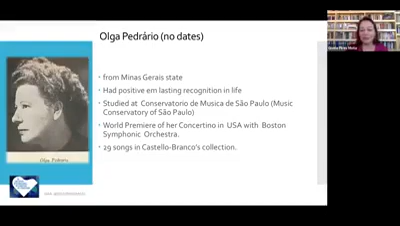 Olga Pedrário (no dates)
• from Minas Gerais state
• Had positive em lasting recognition in life
• Studied at Conservatorio de Musica de São Paulo (Music
Conservatory of São Paulo)
• World Premiere of her Concertino in USA with Boston
Symphonic Orchestra.
• 29 songs in Castello-Branco's collection.
Olga Pedrario